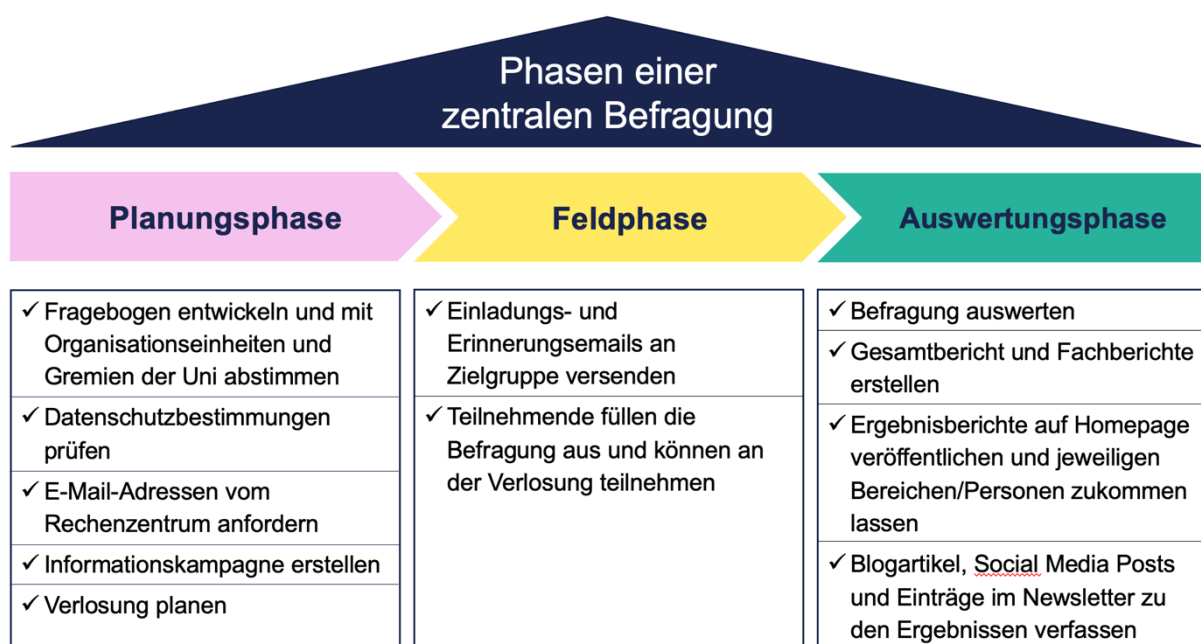 Phasen einer
zentralen Befragung
Planungsphase
Feldphase
Auswertungsphase
✓ Fragebogen entwickeln und mit
Organisationseinheiten und
Gremien der Uni abstimmen
✓ Datenschutzbestimmungen
prüfen
✓ E-Mail-Adressen vom
Rechenzentrum anfordern
✓ Informationskampagne erstellen
✓ Verlosung planen
✓ Einladungs- und
Erinnerungsemails an
Zielgruppe versenden
✓ Teilnehmende füllen die
Befragung aus und können an
der Verlosung teilnehmen
✓ Befragung auswerten
✓ Gesamtbericht und Fachberichte
erstellen
✓ Ergebnisberichte auf Homepage
veröffentlichen und jeweiligen
Bereichen/Personen zukommen
lassen
✓ Blogartikel, Social Media Posts
und Einträge im Newsletter zu
den Ergebnissen verfassen